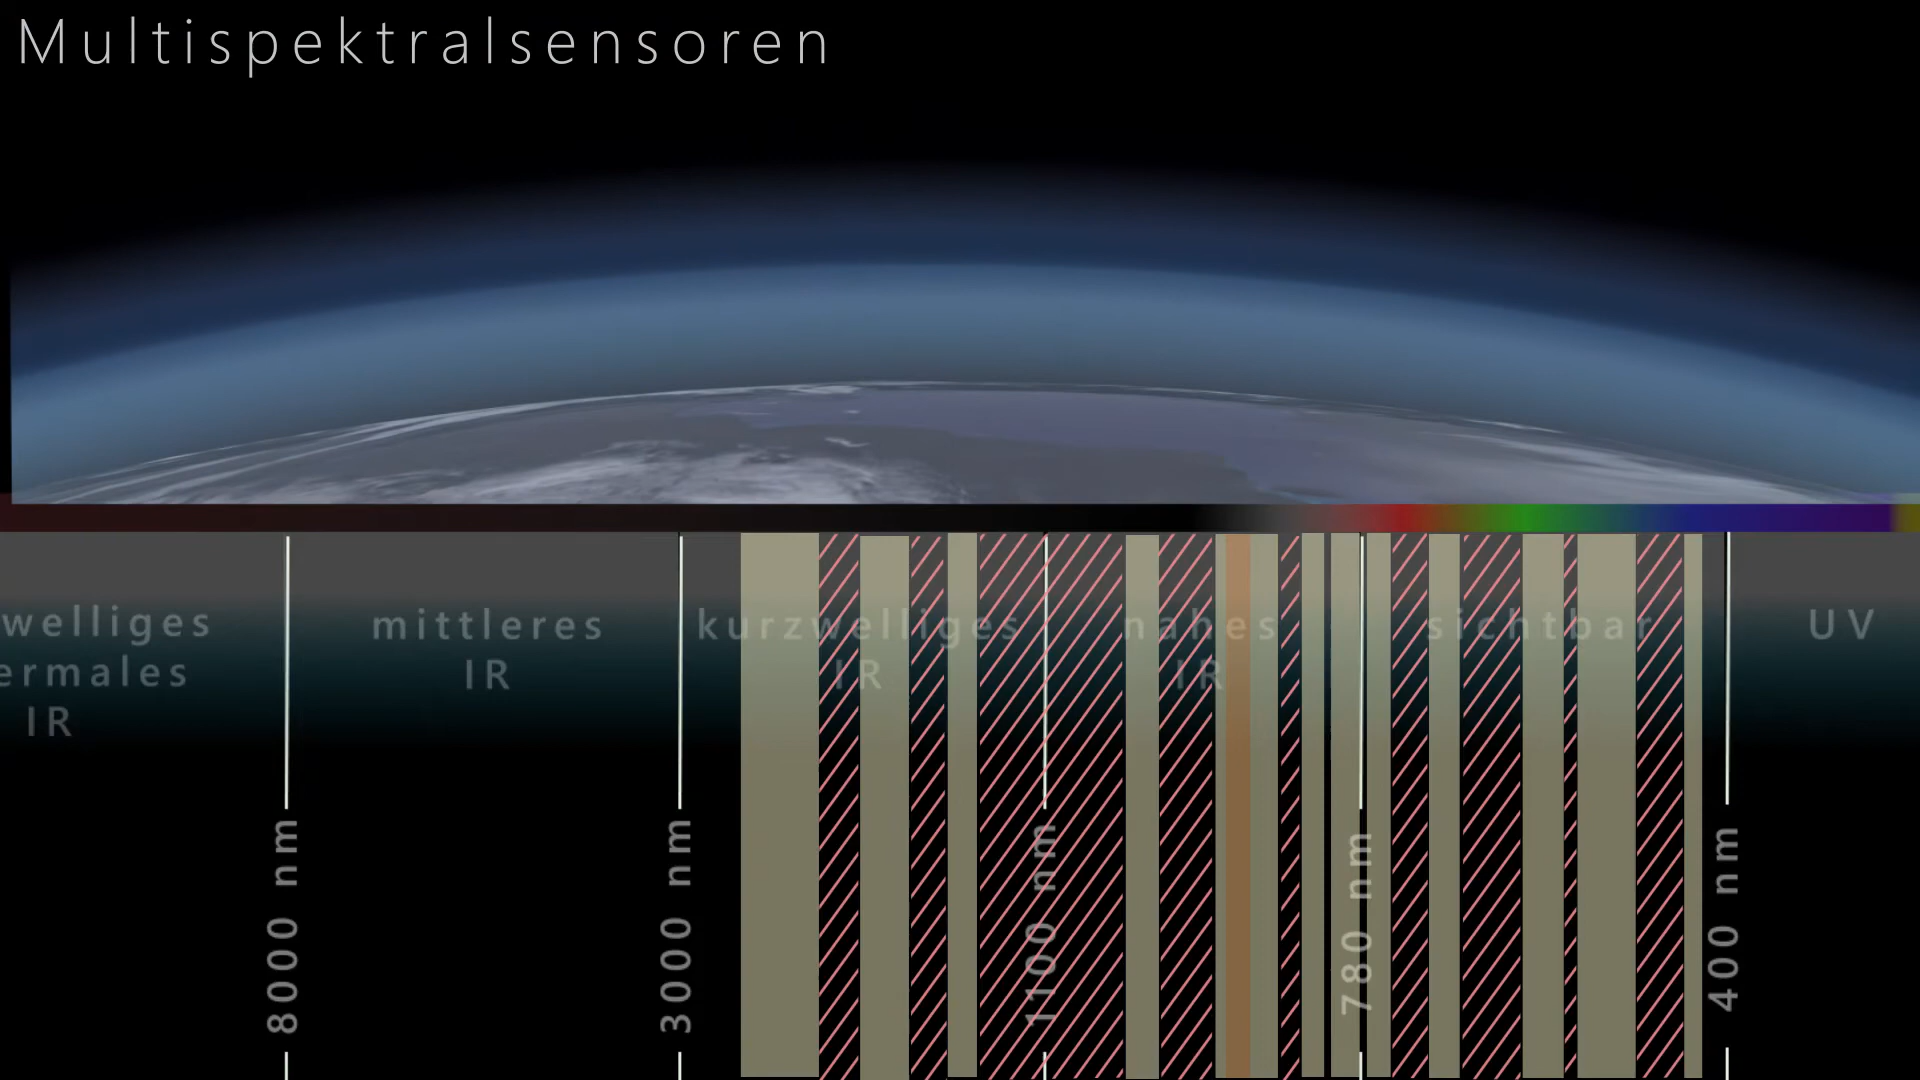 Multispektralsensoren
welliges
ermales
IR
mittleres
IR
kurzwelliges
IR
nahes
IR
sichtbar
UV
8000 nm
3000 nm
1100 nm
780 nm
400 nm